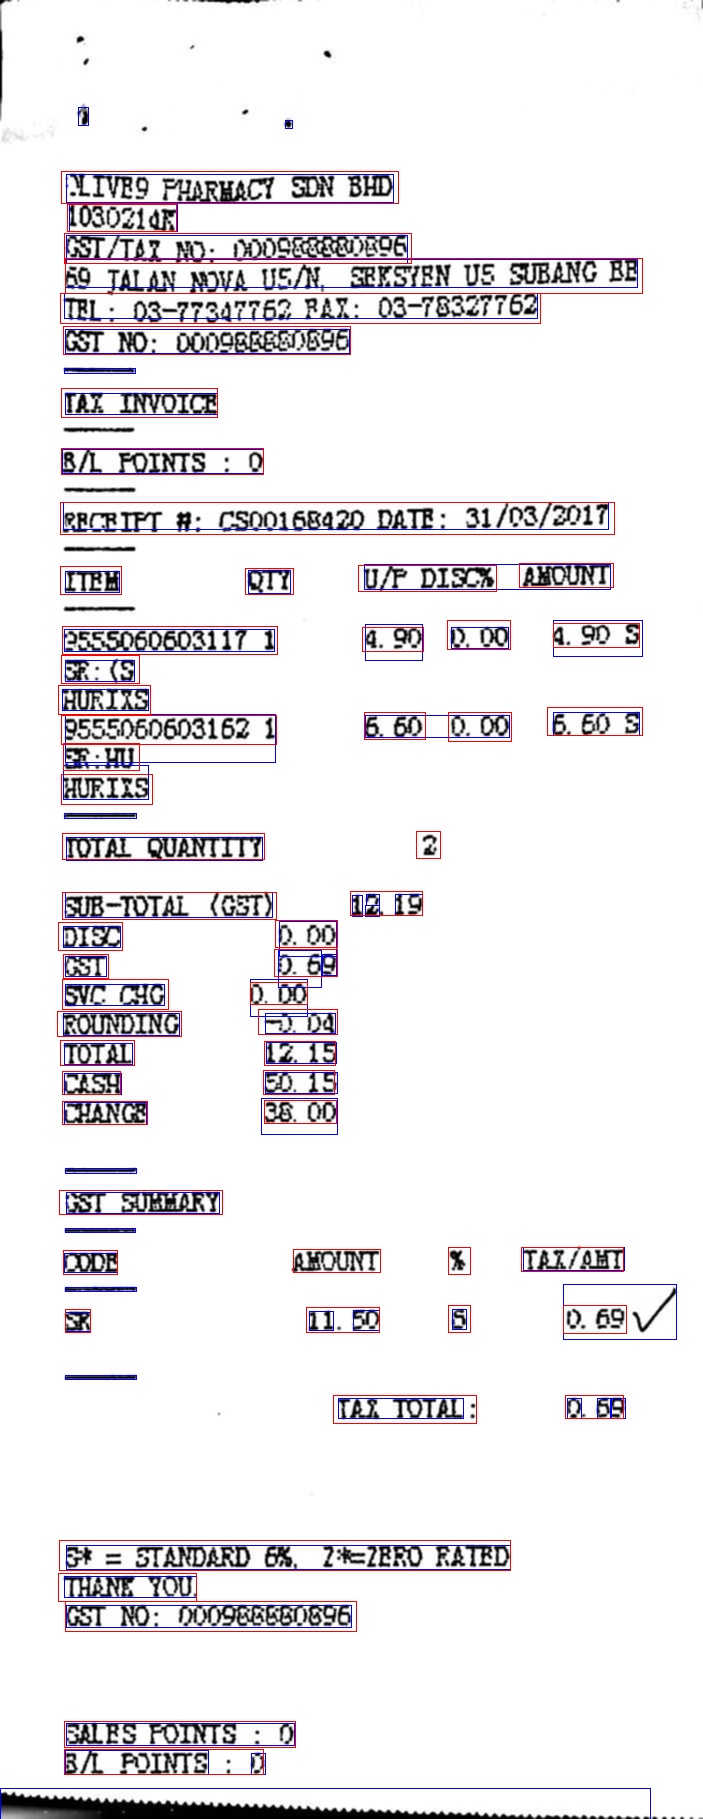 OLIVE9 PHARMACY SDN BHD
1030214K
GST/TAX NO: 000988880896
69 JALAN NOVA U5/N, SEKSYEN U5 SUBANG BE
TEL: 03-77347762 FAX: 03-78327762
GST NO: 000988880896
TAX INVOICE
B/L POINTS : 0
RECEIPT #: CS00168420 DATE: 31/03/2017
ITEM QTY U/P DISC% AMOUNT
9555060603117 1 4.90 0.00 4.90 S
SR:(S
HURIXS
9555060603162 1 6.60 0.00 6.60 S
SR:HU
HURIXS
TOTAL QUANTITY 2
SUB-TOTAL (GST) 12.19
DISC 0.00
GST 0.69
SVC CHG 0.00
ROUNDING -0.04
TOTAL 12.15
CASH 50.15
CHANGE 38.00
GST SUMMARY
CODE AMOUNT % TAX/AMT
SR 11.50 6 0.69
TAX TOTAL: 0.69
S* = STANDARD 6%, Z*=ZERO RATED
THANK YOU.
GST NO: 000988880896
SALES POINTS : 0
B/L POINTS : 0